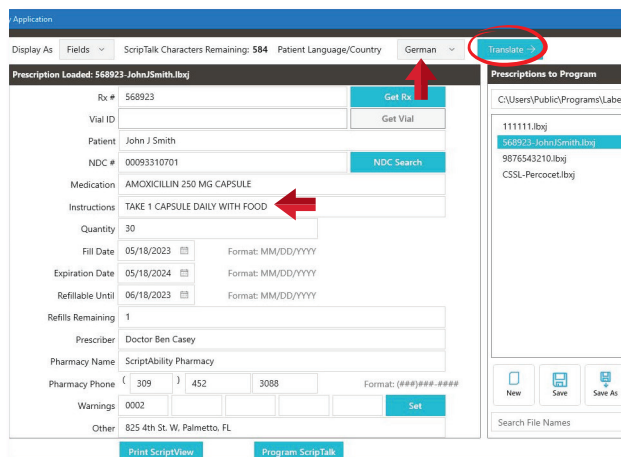 y Application
Display As Fields ScripTalk Characters Remaining: 584 Patient Language/Country German Translate →
Prescription Loaded: 568923-JohnJSmith.lbxj
Rx # 568923 Get Rx
Vial ID Get Vial
Patient John J Smith
NDC # 00093310701 NDC Search
Medication AMOXICILLIN 250 MG CAPSULE
Instructions TAKE 1 CAPSULE DAILY WITH FOOD
Quantity 30
Fill Date 05/18/2023 Format: MM/DD/YYYY
Expiration Date 05/18/2024 Format: MM/DD/YYYY
Refillable Until 06/18/2023 Format: MM/DD/YYYY
Refills Remaining 1
Prescriber Doctor Ben Casey
Pharmacy Name ScriptAbility Pharmacy
Pharmacy Phone ( 309 ) 452 3088 Format: (###)###-####
Warnings 0002 Set
Other 825 4th St. W, Palmetto, FL
Print ScriptView Program ScripTalk
Prescriptions to Program
C:\Users\Public\Programs\Labe
111111.lbxj
568923-JohnJSmith.lbxj
9876543210.lbxj
CSSL-Percocet.lbxj
New Save Save As
Search File Names